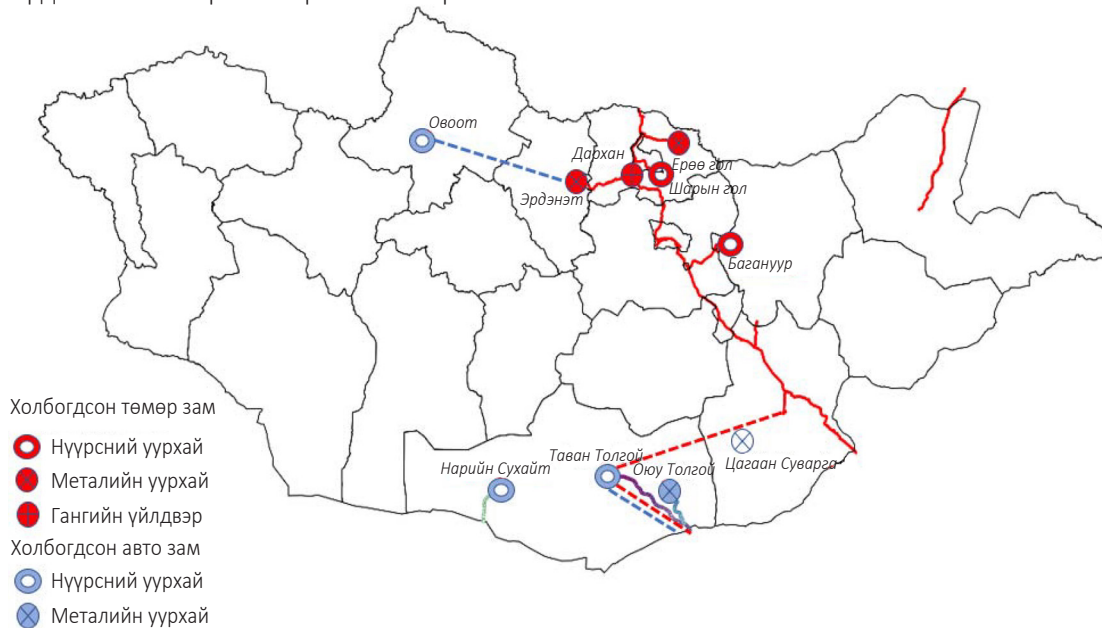 Овоот
Дархан
Ерөө гол
Шарын гол
Эрдэнэт
Багануур
Холбогдсон төмөр зам
Нүүрсний уурхай
Металийн уурхай
Гангийн үйлдвэр
Холбогдсон авто зам
Нүүрсний уурхай
Металийн уурхай
Нарийн Сухайт
Таван Толгой
Оюу Толгой
Цагаан Суварга